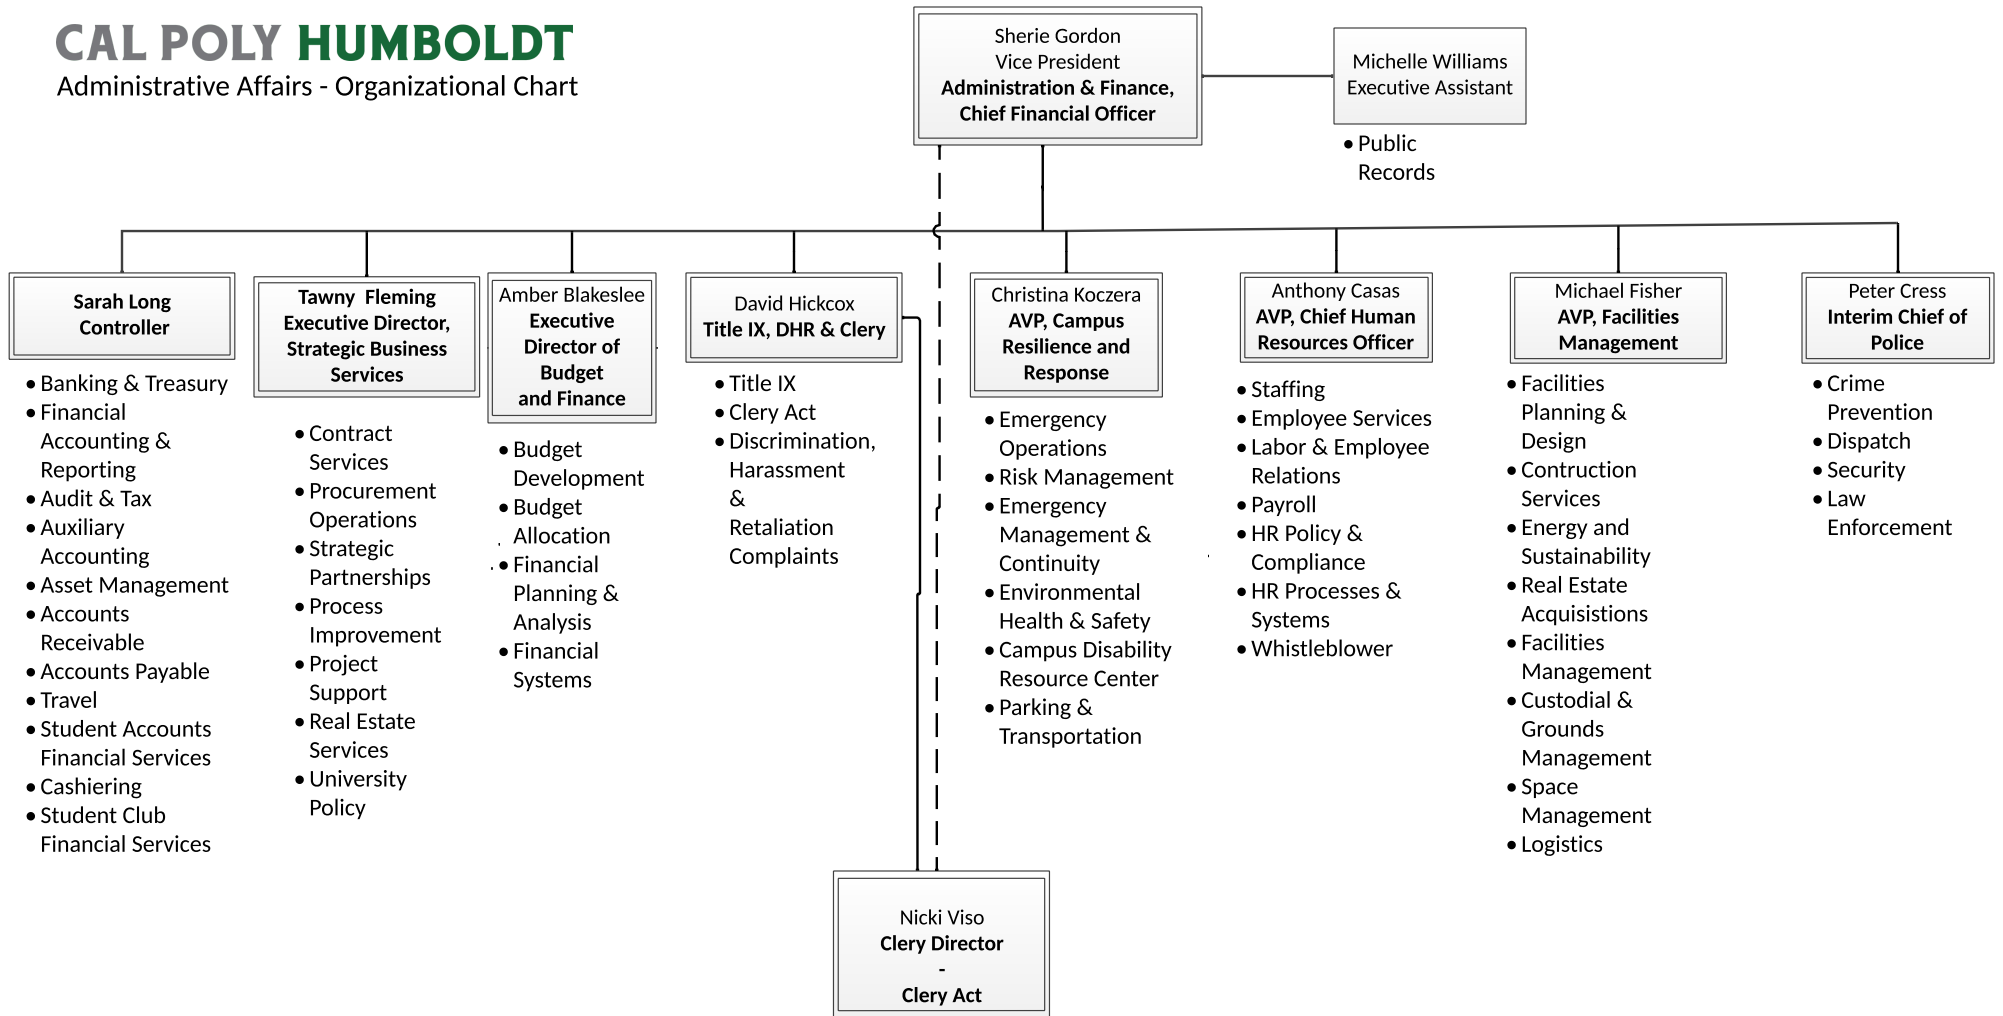 CAL POLY HUMBOLDT
Administrative Affairs - Organizational Chart
Sherie Gordon
Vice President
Administration & Finance,
Chief Financial Officer
Michelle Williams
Executive Assistant
• Public
Records
Sarah Long
Controller
• Banking & Treasury
• Financial
Accounting &
Reporting
• Audit & Tax
• Auxiliary
Accounting
• Asset Management
• Accounts
Receivable
• Accounts Payable
• Travel
• Student Accounts
Financial Services
• Cashiering
• Student Club
Financial Services
Tawny  Fleming
Executive Director,
Strategic Business
Services
• Contract
Services
• Procurement
Operations
• Strategic
Partnerships
• Process
Improvement
• Project
Support
• Real Estate
Services
• University
Policy
Amber Blakeslee
Executive
Director of
Budget
and Finance
• Budget
Development
• Budget
Allocation
• Financial
Planning &
Analysis
• Financial
Systems
David Hickcox
Title IX, DHR & Clery
• Title IX
• Clery Act
• Discrimination,
Harassment
&
Retaliation
Complaints
Christina Koczera
AVP, Campus
Resilience and
Response
• Emergency
Operations
• Risk Management
• Emergency
Management &
Continuity
• Environmental
Health & Safety
• Campus Disability
Resource Center
• Parking &
Transportation
Anthony Casas
AVP, Chief Human
Resources Officer
• Staffing
• Employee Services
• Labor & Employee
Relations
• Payroll
• HR Policy &
Compliance
• HR Processes &
Systems
• Whistleblower
Michael Fisher
AVP, Facilities
Management
• Facilities
Planning &
Design
• Contruction
Services
• Energy and
Sustainability
• Real Estate
Acquisistions
• Facilities
Management
• Custodial &
Grounds
Management
• Space
Management
• Logistics
Peter Cress
Interim Chief of
Police
• Crime
Prevention
• Dispatch
• Security
• Law
Enforcement
Nicki Viso
Clery Director
-
Clery Act